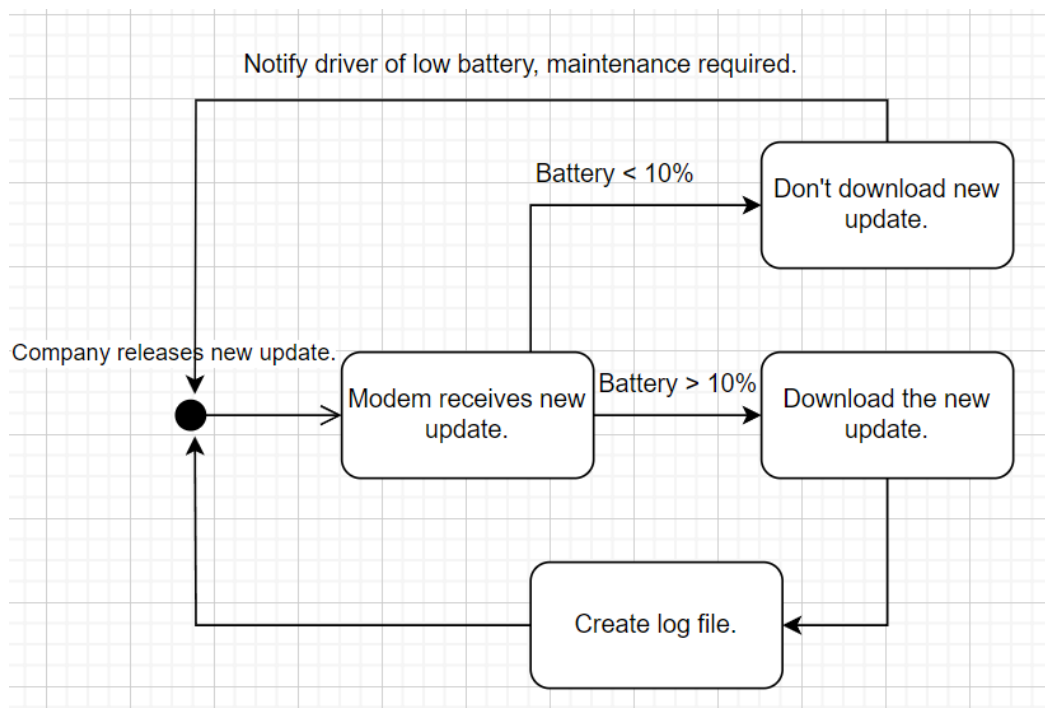 Notify driver of low battery, maintenance required.
Battery < 10%
Don't download new
update.
Company releases new update.
Modem receives new
update.
Battery > 10%
Download the new
update.
Create log file.